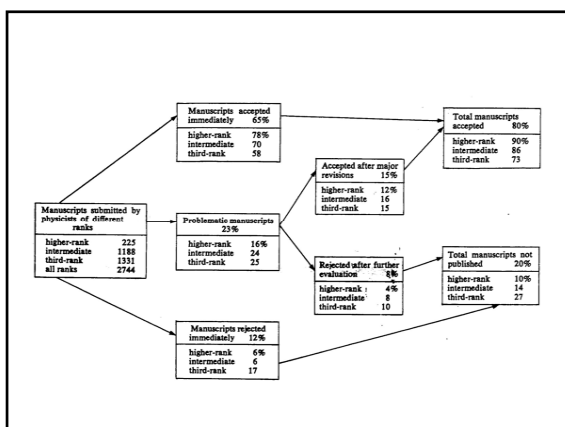 Manuscripts accepted
immediately 65%
higher-rank 78%
intermediate 70
third-rank 58
Total manuscripts
accepted 80%
higher-rank 90%
intermediate 86
third-rank 73
Accepted after major
revisions 15%
higher-rank 12%
intermediate 16
third-rank 15
Manuscripts submitted by
physicists of different
ranks
higher-rank 225
intermediate 1188
third-rank 1331
all ranks 2744
Problematic manuscripts
23%
higher-rank 16%
intermediate 24
third-rank 25
Rejected after further
evaluation 8%
higher-rank 4%
intermediate 8
third-rank 10
Total manuscripts not
published 20%
higher-rank 10%
intermediate 14
third-rank 27
Manuscripts rejected
immediately 12%
higher-rank 6%
intermediate 6
third-rank 17